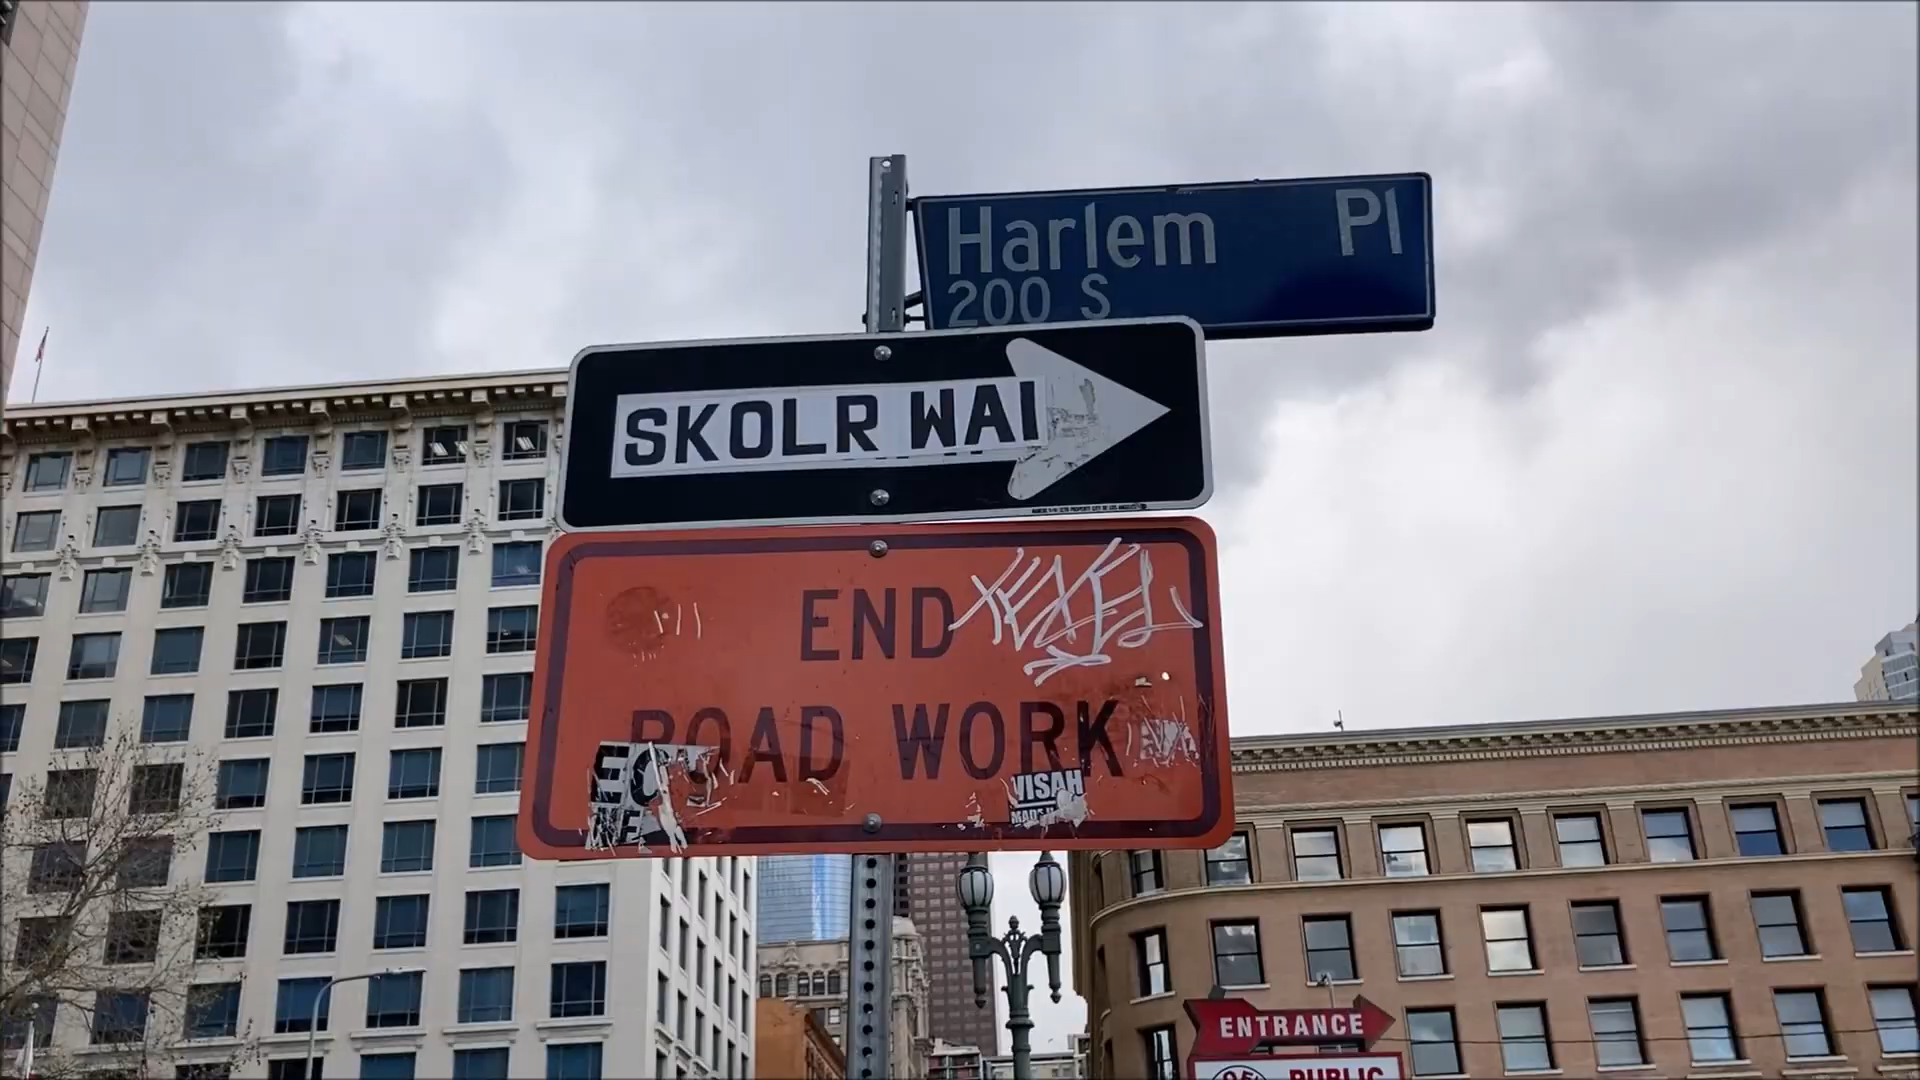 Harlem Pl
200 S
SKOLR WAI
END
ROAD WORK
VISAH
ENTRANCE
PUBLIC